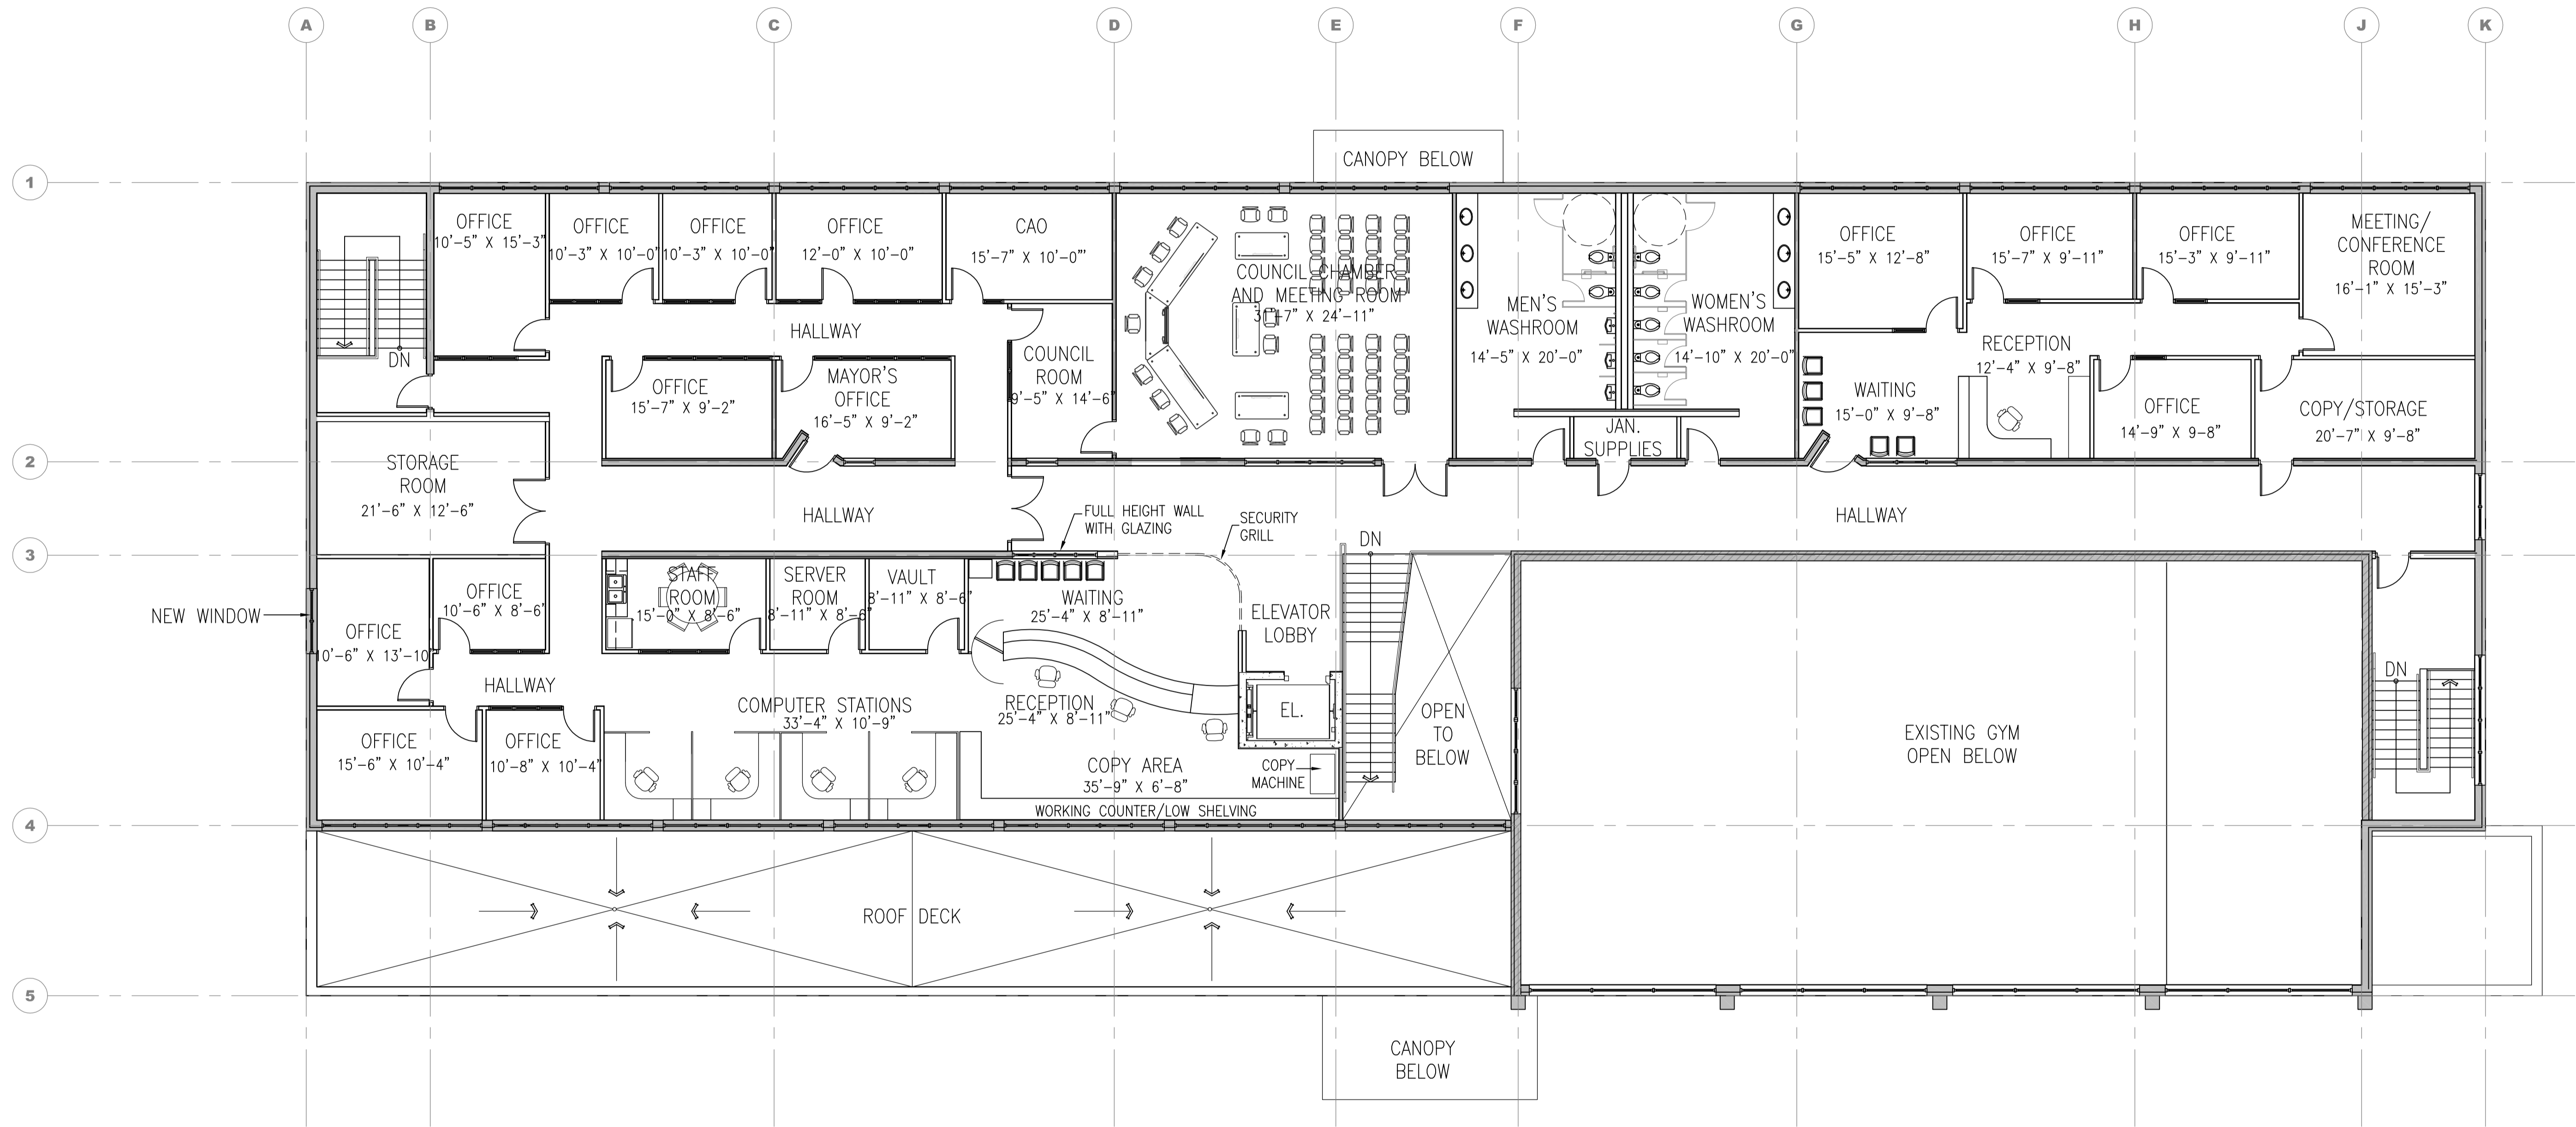 A
B
C
D
E
F
G
H
J
K
1
2
3
4
5
CANOPY BELOW
OFFICE
10'-5" X 15'-3"
OFFICE
10'-3" X 10'-0"
OFFICE
10'-3" X 10'-0"
OFFICE
12'-0" X 10'-0"
CAO
15'-7" X 10'-0"'
COUNCIL CHAMBER
AND MEETING ROOM
31'-7" X 24'-11"
MEN'S
WASHROOM
14'-5" X 20'-0"
WOMEN'S
WASHROOM
14'-10" X 20'-0"
OFFICE
15'-5" X 12'-8"
OFFICE
15'-7" X 9'-11"
OFFICE
15'-3" X 9'-11"
MEETING/
CONFERENCE
ROOM
16'-1" X 15'-3"
DN
HALLWAY
OFFICE
15'-7" X 9'-2"
MAYOR'S
OFFICE
16'-5" X 9'-2"
COUNCIL
ROOM
9'-5" X 14'-6"
JAN.
SUPPLIES
WAITING
15'-0" X 9'-8"
RECEPTION
12'-4" X 9'-8"
OFFICE
14'-9" X 9-8"
COPY/STORAGE
20'-7" X 9'-8"
STORAGE
ROOM
21'-6" X 12'-6"
HALLWAY
FULL HEIGHT WALL
WITH GLAZING
SECURITY
GRILL
HALLWAY
DN
NEW WINDOW
OFFICE
10'-6" X 13'-10"
OFFICE
10'-6" X 8'-6"
STAFF
ROOM
15'-0" X 8'-6"
SERVER
ROOM
8'-11" X 8'-6"
VAULT
8'-11" X 8'-6"
WAITING
25'-4" X 8'-11"
ELEVATOR
LOBBY
HALLWAY
COMPUTER STATIONS
33'-4" X 10'-9"
RECEPTION
25'-4" X 8'-11"
EL.
OPEN
TO
BELOW
EXISTING GYM
OPEN BELOW
DN
OFFICE
15'-6" X 10'-4"
OFFICE
10'-8" X 10'-4"
COPY AREA
35'-9" X 6'-8"
COPY
MACHINE
WORKING COUNTER/LOW SHELVING
ROOF DECK
CANOPY
BELOW